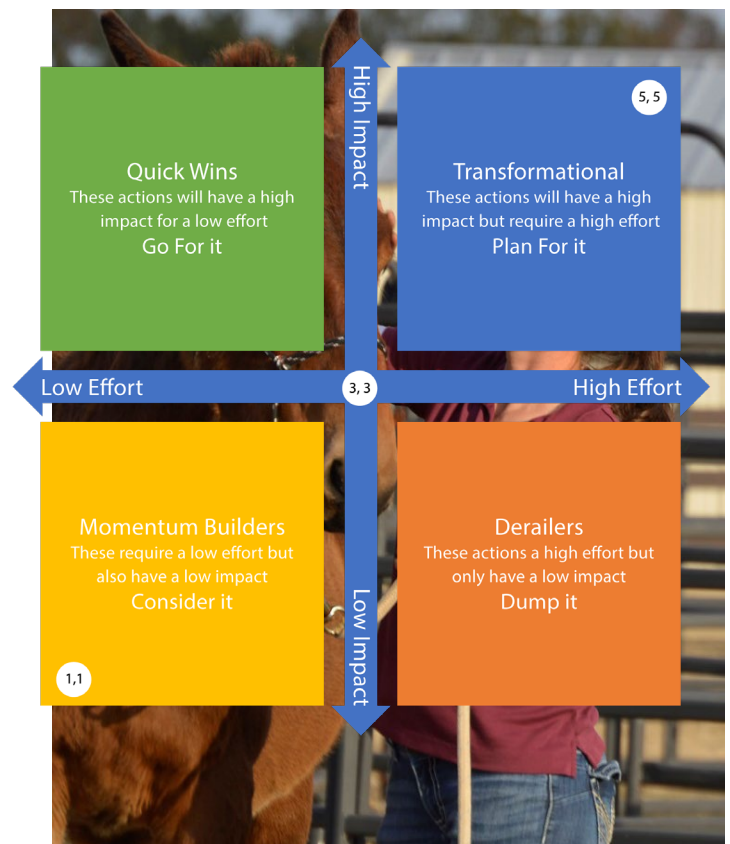 High Impact
5, 5
Quick Wins
These actions will have a high
impact for a low effort
Go For it
Transformational
These actions will have a high
impact but require a high effort
Plan For it
Low Effort
3, 3
High Effort
Momentum Builders
These require a low effort but
also have a low impact
Consider it
Derailers
These actions a high effort but
only have a low impact
Dump it
Low Impact
1,1